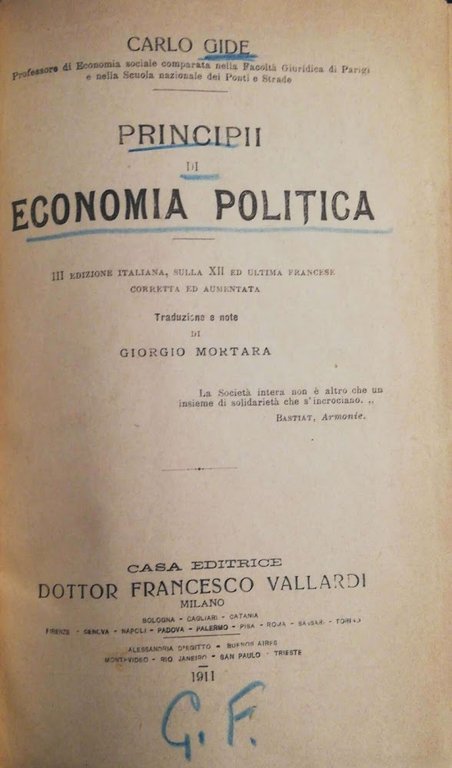 CARLO GIDE
Professore di Economia sociale comparata nella Facoltà Giuridica di Parigi
e nella Scuola nazionale dei Ponti e Strade
PRINCIPII
DI
ECONOMIA POLITICA
III EDIZIONE ITALIANA, SULLA XII ED ULTIMA FRANCESE
CORRETTA ED AUMENTATA
Traduzione e note
DI
GIORGIO MORTARA
La Società intera non è altro che un
insieme di solidarietà che s'incrociano...
BASTIAT, Armonie.
CASA EDITRICE
DOTTOR FRANCESCO VALLARDI
MILANO
BOLOGNA - CAGLIARI - CATANIA
FIRENZE - GENOVA - NAPOLI - PADOVA - PALERMO - PISA - ROMA - SASSARI - TORINO
ALESSANDRIA D'EGITTO - BUENOS AIRES
MONTEVIDEO - RIO JANEIRO - SAN PAULO - TRIESTE
1911
G. F.